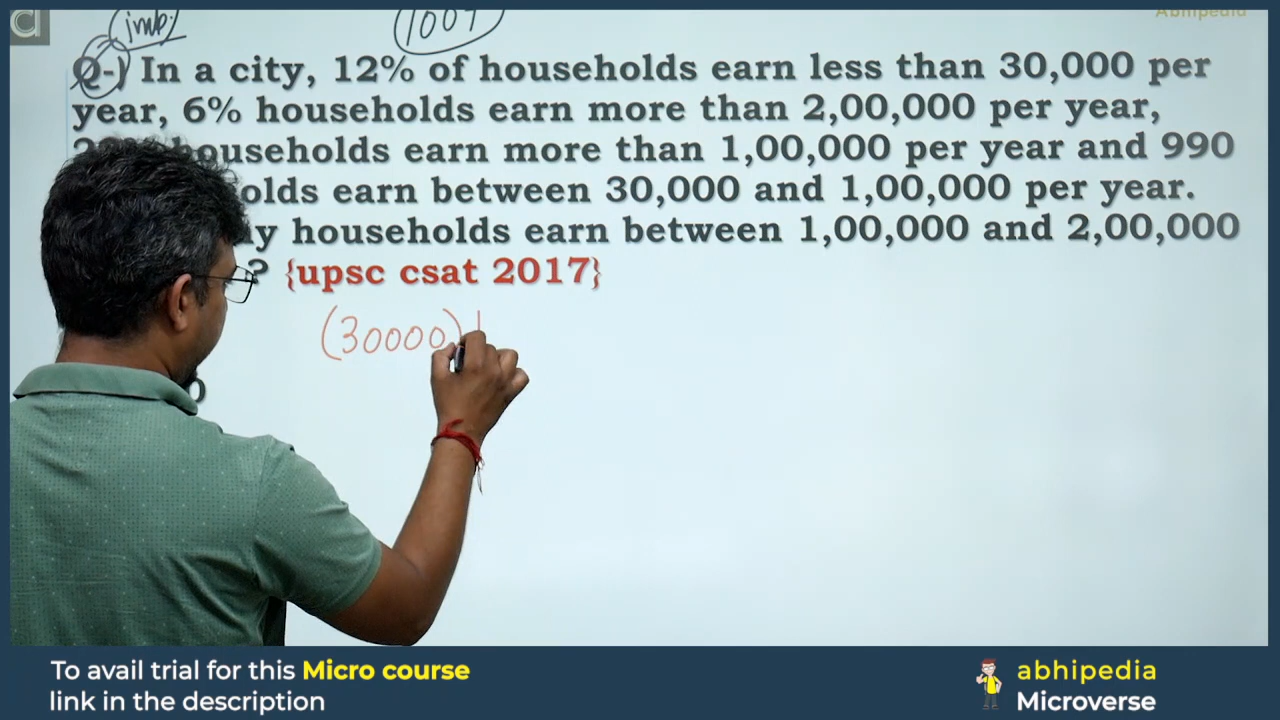 d
imp.
Abhipedia
Q-) In a city, 12% of households earn less than 30,000 per
year, 6% households earn more than 2,00,000 per year,
households earn more than 1,00,000 per year and 990
olds earn between 30,000 and 1,00,000 per year.
y households earn between 1,00,000 and 2,00,000
? {upsc csat 2017}
(30000)
To avail trial for this Micro course
link in the description
abhipedia
Microverse